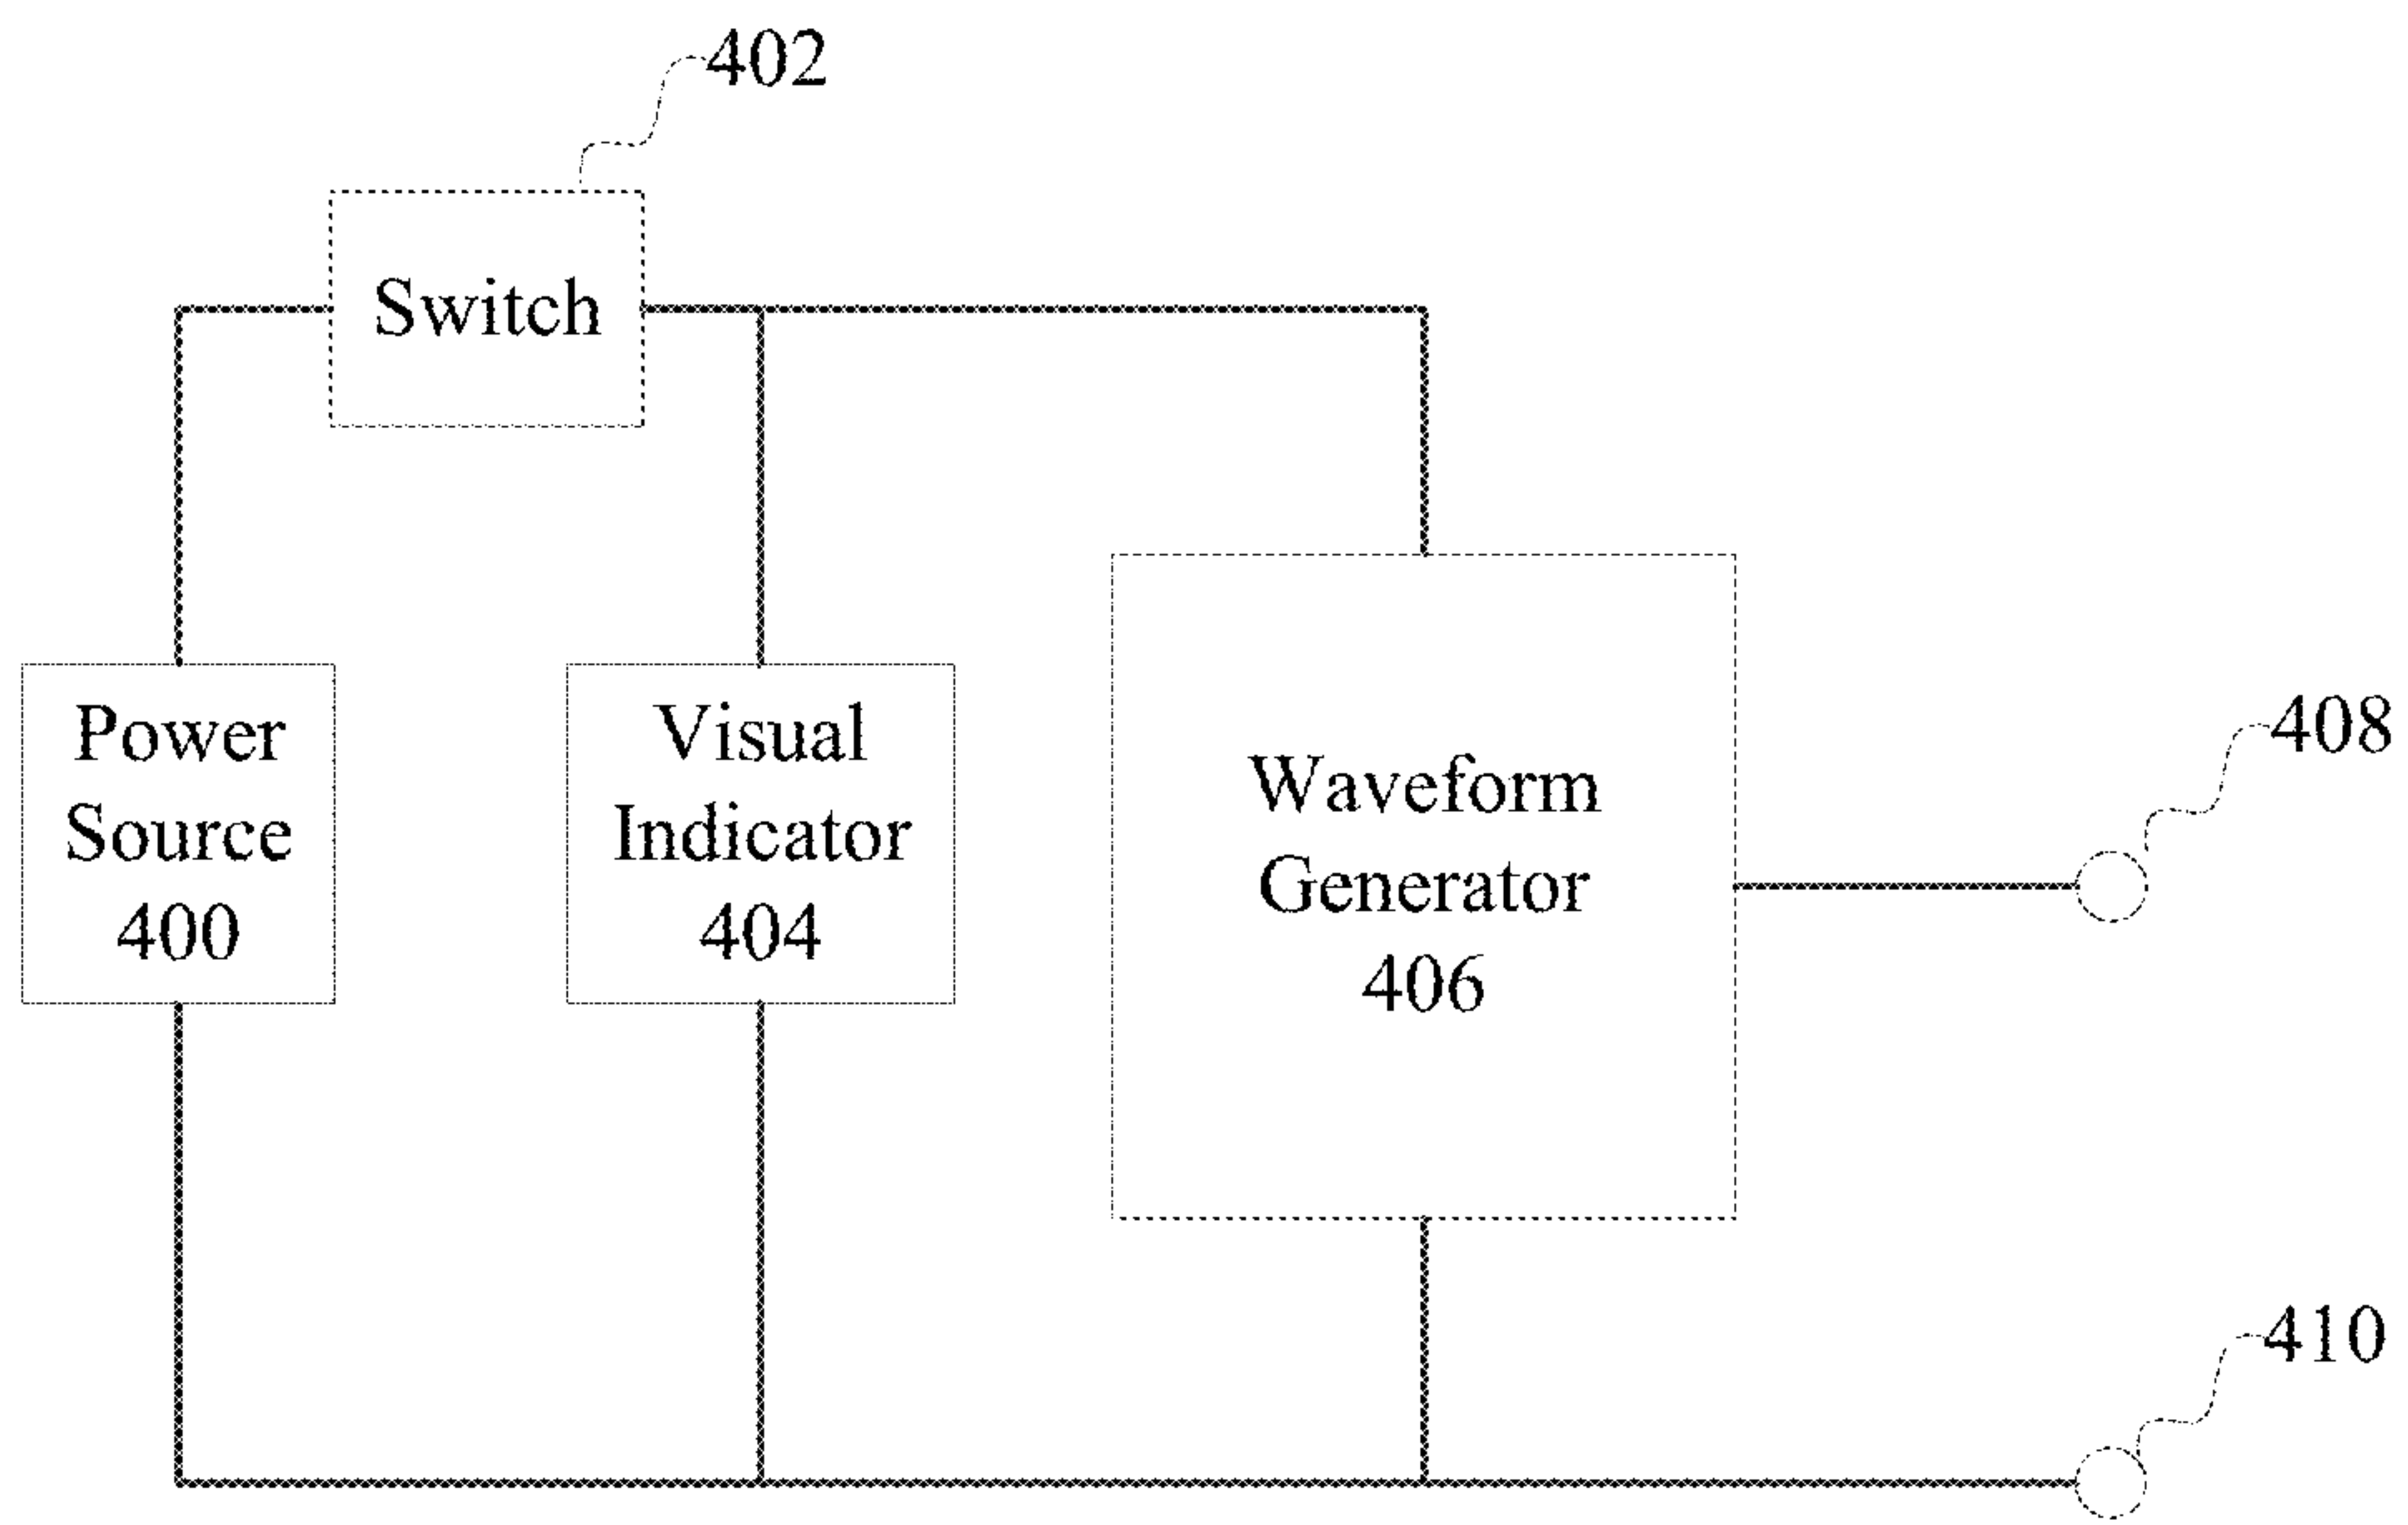 402
Switch
Power
Source
400
Visual
Indicator
404
Waveform
Generator
406
408
410